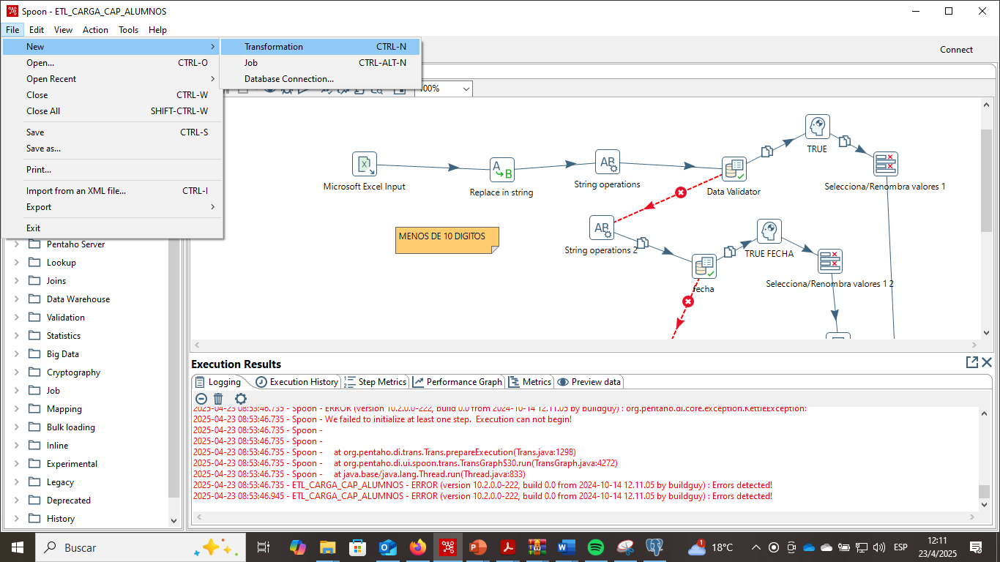 Spoon - ETL_CARGA_CAP_ALUMNOS
File Edit View Action Tools Help
New
Open... CTRL-O
Open Recent
Close CTRL-W
Close All SHIFT-CTRL-W
Save CTRL-S
Save as...
Print...
Import from an XML file... CTRL-I
Export
Exit
Transformation CTRL-N
Job CTRL-ALT-N
Database Connection...
Connect
100%
TRUE
Microsoft Excel Input
Replace in string
String operations
Data Validator
Selecciona/Renombra valores 1
MENOS DE 10 DIGITOS
String operations 2
TRUE FECHA
fecha
Selecciona/Renombra valores 1 2
Pentaho Server
Lookup
Joins
Data Warehouse
Validation
Statistics
Big Data
Cryptography
Job
Mapping
Bulk loading
Inline
Experimental
Legacy
Deprecated
History
Execution Results
Logging Execution History Step Metrics Performance Graph Metrics Preview data
2025-04-23 08:53:46.735 - Spoon - ERROR (version 10.2.0.0-222, build 0.0 from 2024-10-14 12.11.05 by buildguy) : org.pentaho.di.core.exception.KettleException:
2025-04-23 08:53:46.735 - Spoon - We failed to initialize at least one step.  Execution can not begin!
2025-04-23 08:53:46.735 - Spoon -
2025-04-23 08:53:46.735 - Spoon -
2025-04-23 08:53:46.735 - Spoon -     at org.pentaho.di.trans.Trans.prepareExecution(Trans.java:1298)
2025-04-23 08:53:46.735 - Spoon -     at org.pentaho.di.ui.spoon.trans.TransGraph$30.run(TransGraph.java:4272)
2025-04-23 08:53:46.735 - Spoon -     at java.base/java.lang.Thread.run(Thread.java:833)
2025-04-23 08:53:46.735 - ETL_CARGA_CAP_ALUMNOS - ERROR (version 10.2.0.0-222, build 0.0 from 2024-10-14 12.11.05 by buildguy) : Errors detected!
2025-04-23 08:53:46.945 - ETL_CARGA_CAP_ALUMNOS - ERROR (version 10.2.0.0-222, build 0.0 from 2024-10-14 12.11.05 by buildguy) : Errors detected!
Buscar
1
18°C
ESP
12:11
23/4/2025